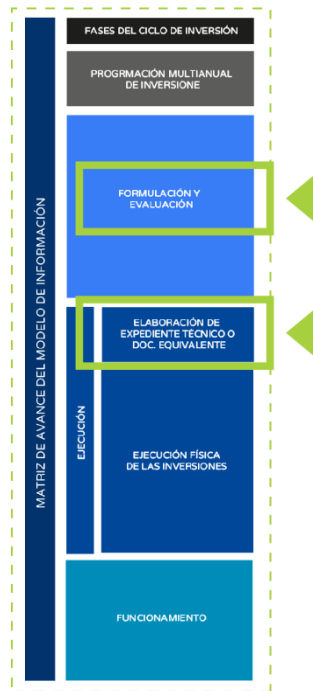 MATRIZ DE AVANCE DEL MODELO DE INFORMACIÓN
FASES DEL CICLO DE INVERSIÓN
PROGRMACIÓN MULTIANUAL
DE INVERSIONE
FORMULACIÓN Y
EVALUACIÓN
EJECUCIÓN
ELABORACIÓN DE
EXPEDIENTE TÉCNICO O
DOC. EQUIVALENTE
EJECUCIÓN FÍSICA
DE LAS INVERSIONES
FUNCIONAMIENTO